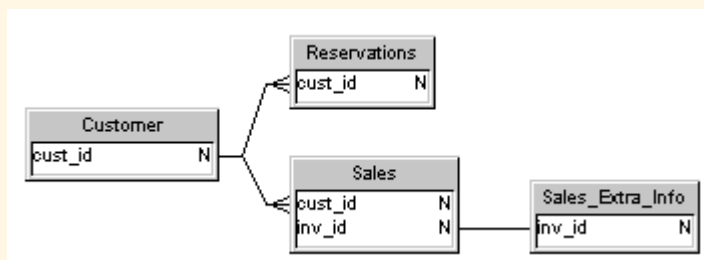 Reservations
cust_id N
Customer
cust_id N
Sales
cust_id N
inv_id N
Sales_Extra_Info
inv_id N